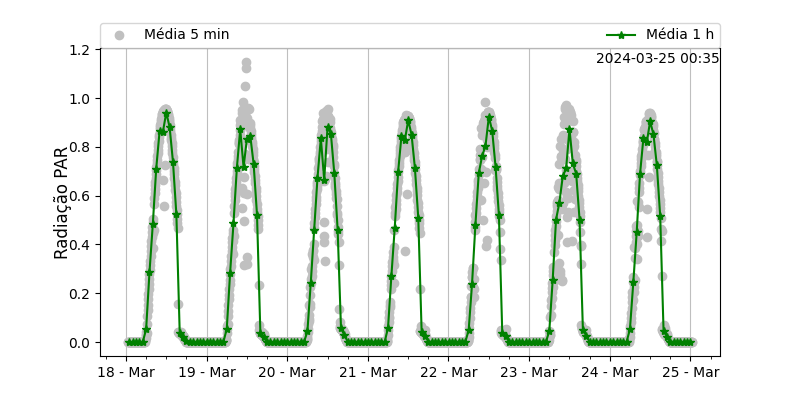 Média 5 min
Média 1 h
2024-03-25 00:35
Radiação PAR
1.2
1.0
0.8
0.6
0.4
0.2
0.0
18 - Mar
19 - Mar
20 - Mar
21 - Mar
22 - Mar
23 - Mar
24 - Mar
25 - Mar